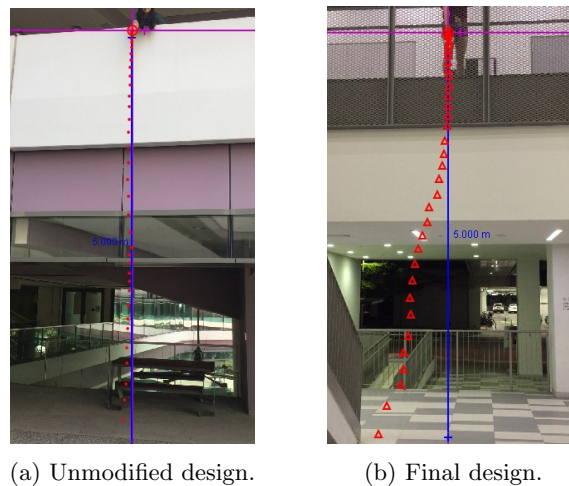 5.000 m
5.000 m
(a) Unmodified design.
(b) Final design.